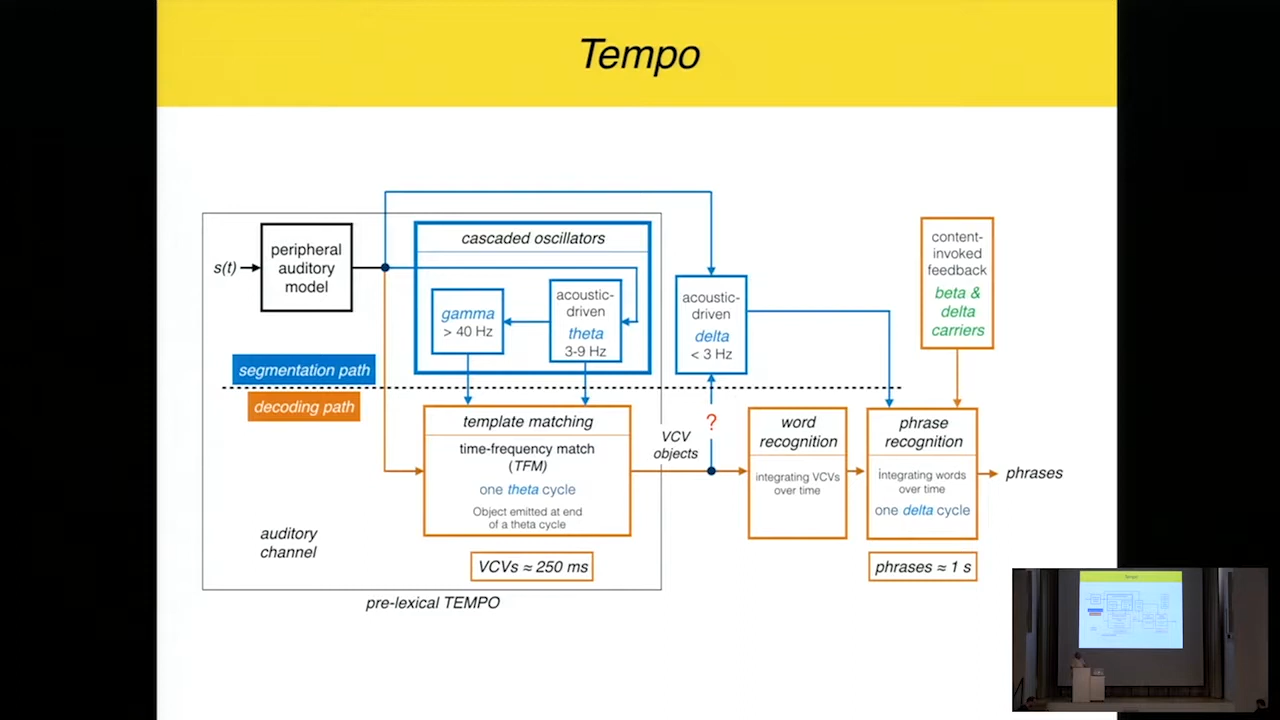 Tempo
s(t)
peripheral
auditory
model
cascaded oscillators
gamma
> 40 Hz
acoustic-
driven
theta
3-9 Hz
acoustic-
driven
delta
< 3 Hz
content-
invoked
feedback
beta &
delta
carriers
segmentation path
decoding path
template matching
time-frequency match
(TFM)
one theta cycle
Object emitted at end
of a theta cycle
VCV
objects
?
word
recognition
integrating VCVs
over time
phrase
recognition
integrating words
over time
one delta cycle
phrases
auditory
channel
VCVs ≈ 250 ms
phrases ≈ 1 s
pre-lexical TEMPO
Tempo